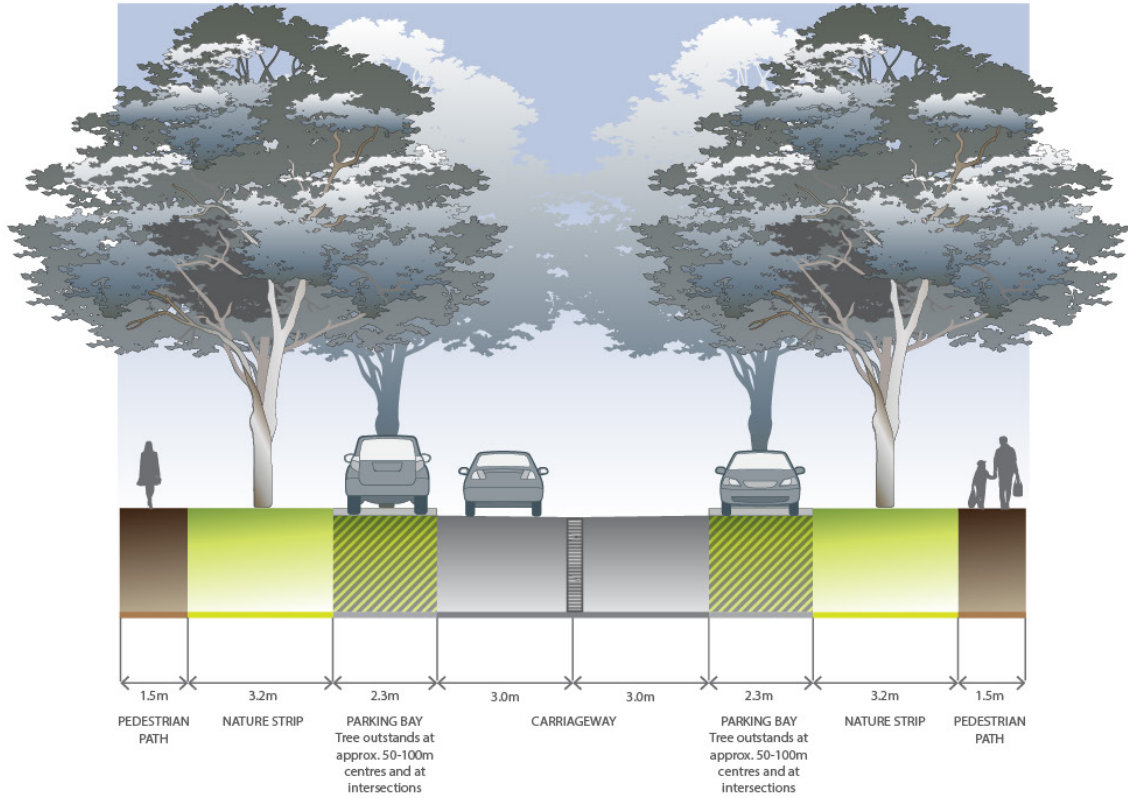 1.5m
3.2m
2.3m
3.0m
3.0m
2.3m
3.2m
1.5m
PEDESTRIAN
PATH
NATURE STRIP
PARKING BAY
Tree outstands at
approx. 50-100m
centres and at
intersections
CARRIAGEWAY
PARKING BAY
Tree outstands at
approx. 50-100m
centres and at
intersections
NATURE STRIP
PEDESTRIAN
PATH